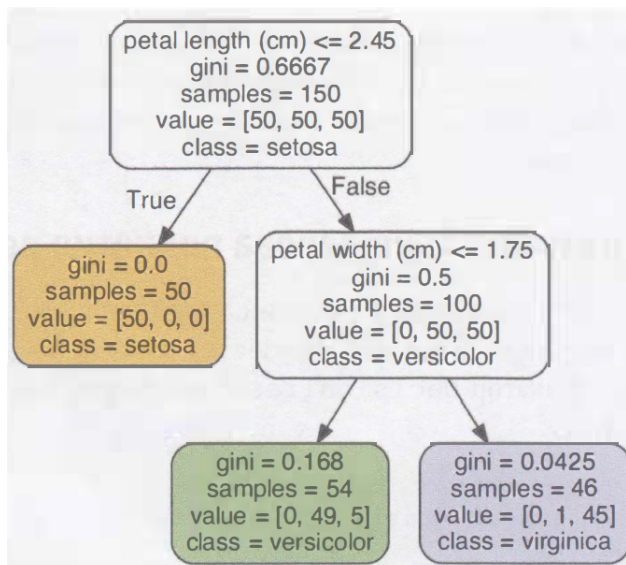 petal length (cm) <= 2.45
gini = 0.6667
samples = 150
value = [50, 50, 50]
class = setosa
True
False
gini = 0.0
samples = 50
value = [50, 0, 0]
class = setosa
petal width (cm) <= 1.75
gini = 0.5
samples = 100
value = [0, 50, 50]
class = versicolor
gini = 0.168
samples = 54
value = [0, 49, 5]
class = versicolor
gini = 0.0425
samples = 46
value = [0, 1, 45]
class = virginica